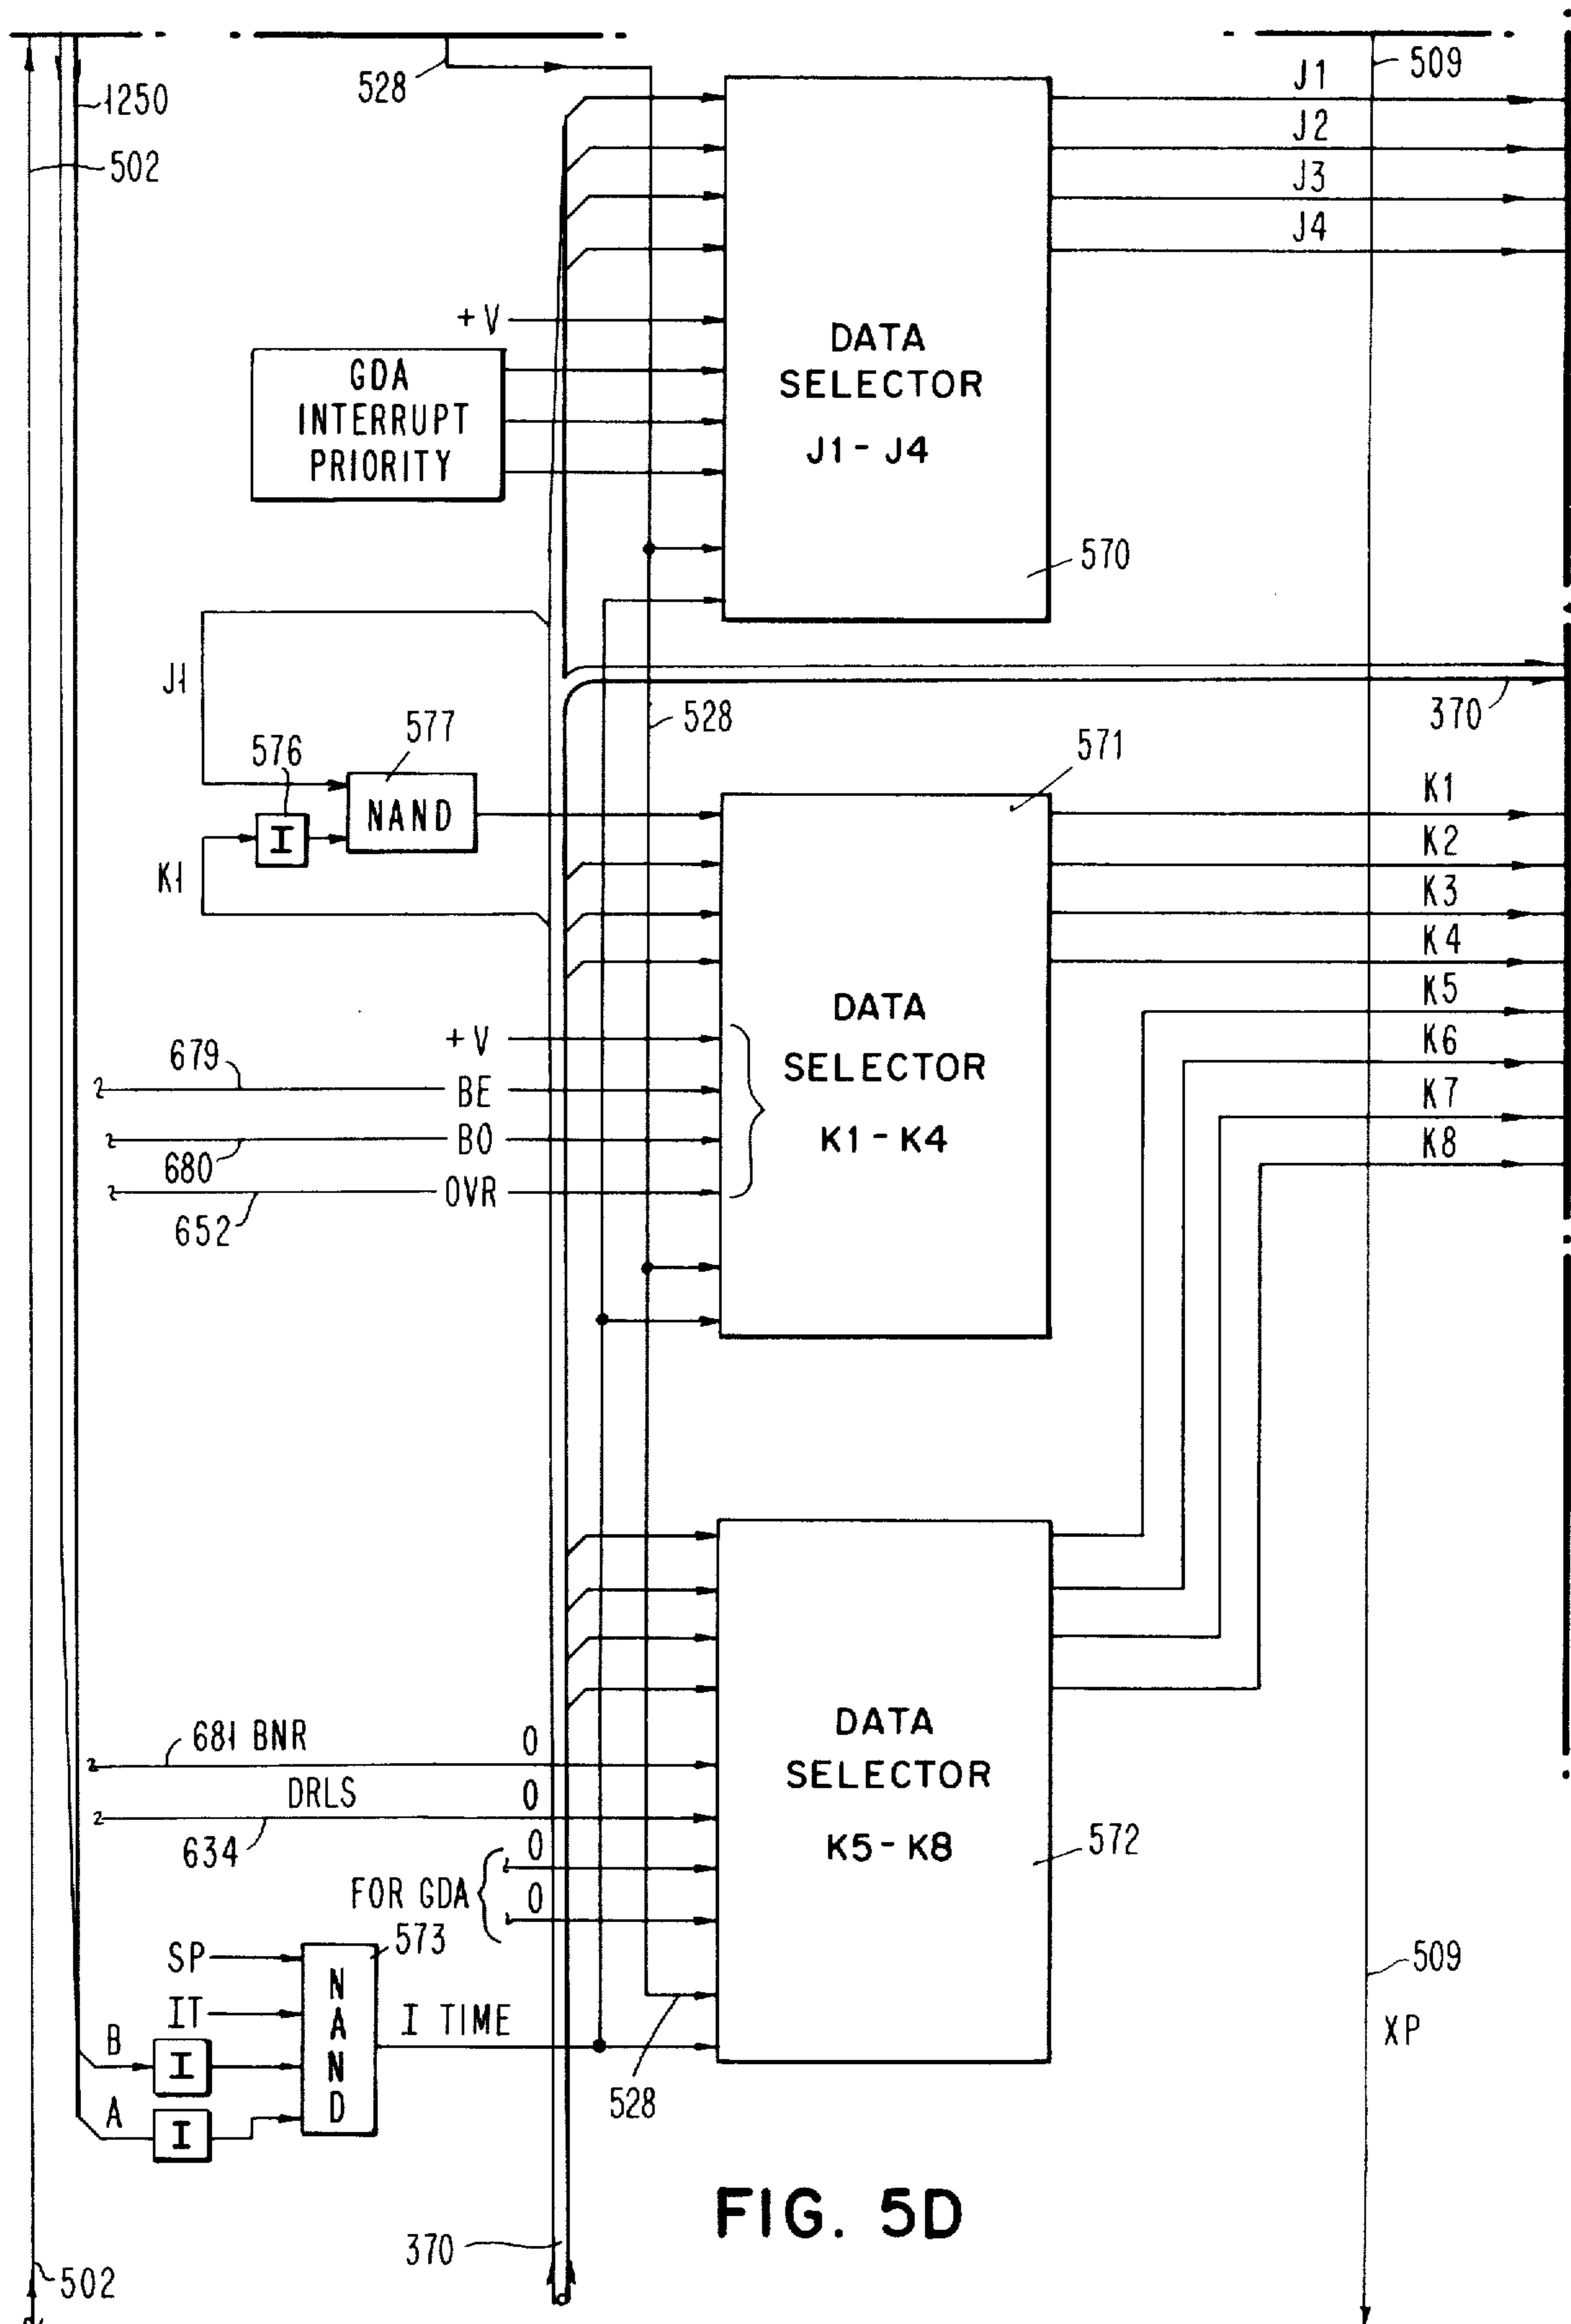 528
509
1250
502
J1
J2
J3
J4
+V
GDA
INTERRUPT
PRIORITY
DATA
SELECTOR
J1-J4
570
J1
528
370
577
576
NAND
I
K1
571
K1
K2
K3
K4
K5
K6
K7
K8
DATA
SELECTOR
K1-K4
+V
679
BE
BO
680
OVR
652
681 BNR
0
DRLS
0
634
0
FOR GDA
0
DATA
SELECTOR
K5-K8
572
573
SP
IT
B
I
A
I
NAND
I TIME
528
509
XP
FIG. 5D
370
502